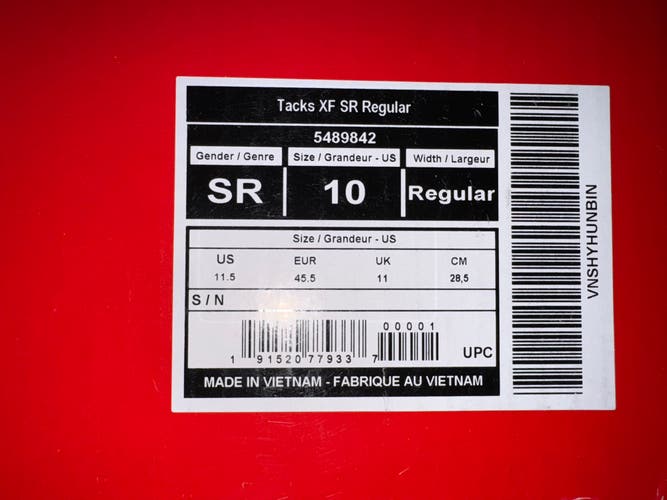 Tacks XF SR Regular
5489842
Gender / Genre Size / Grandeur - US Width / Largeur
SR 10 Regular
Size / Grandeur - US
US EUR UK CM
11.5 45.5 11 28,5
S / N
00001
1 91520 77933 7
UPC
MADE IN VIETNAM - FABRIQUE AU VIETNAM
VNSHYHUNBIN